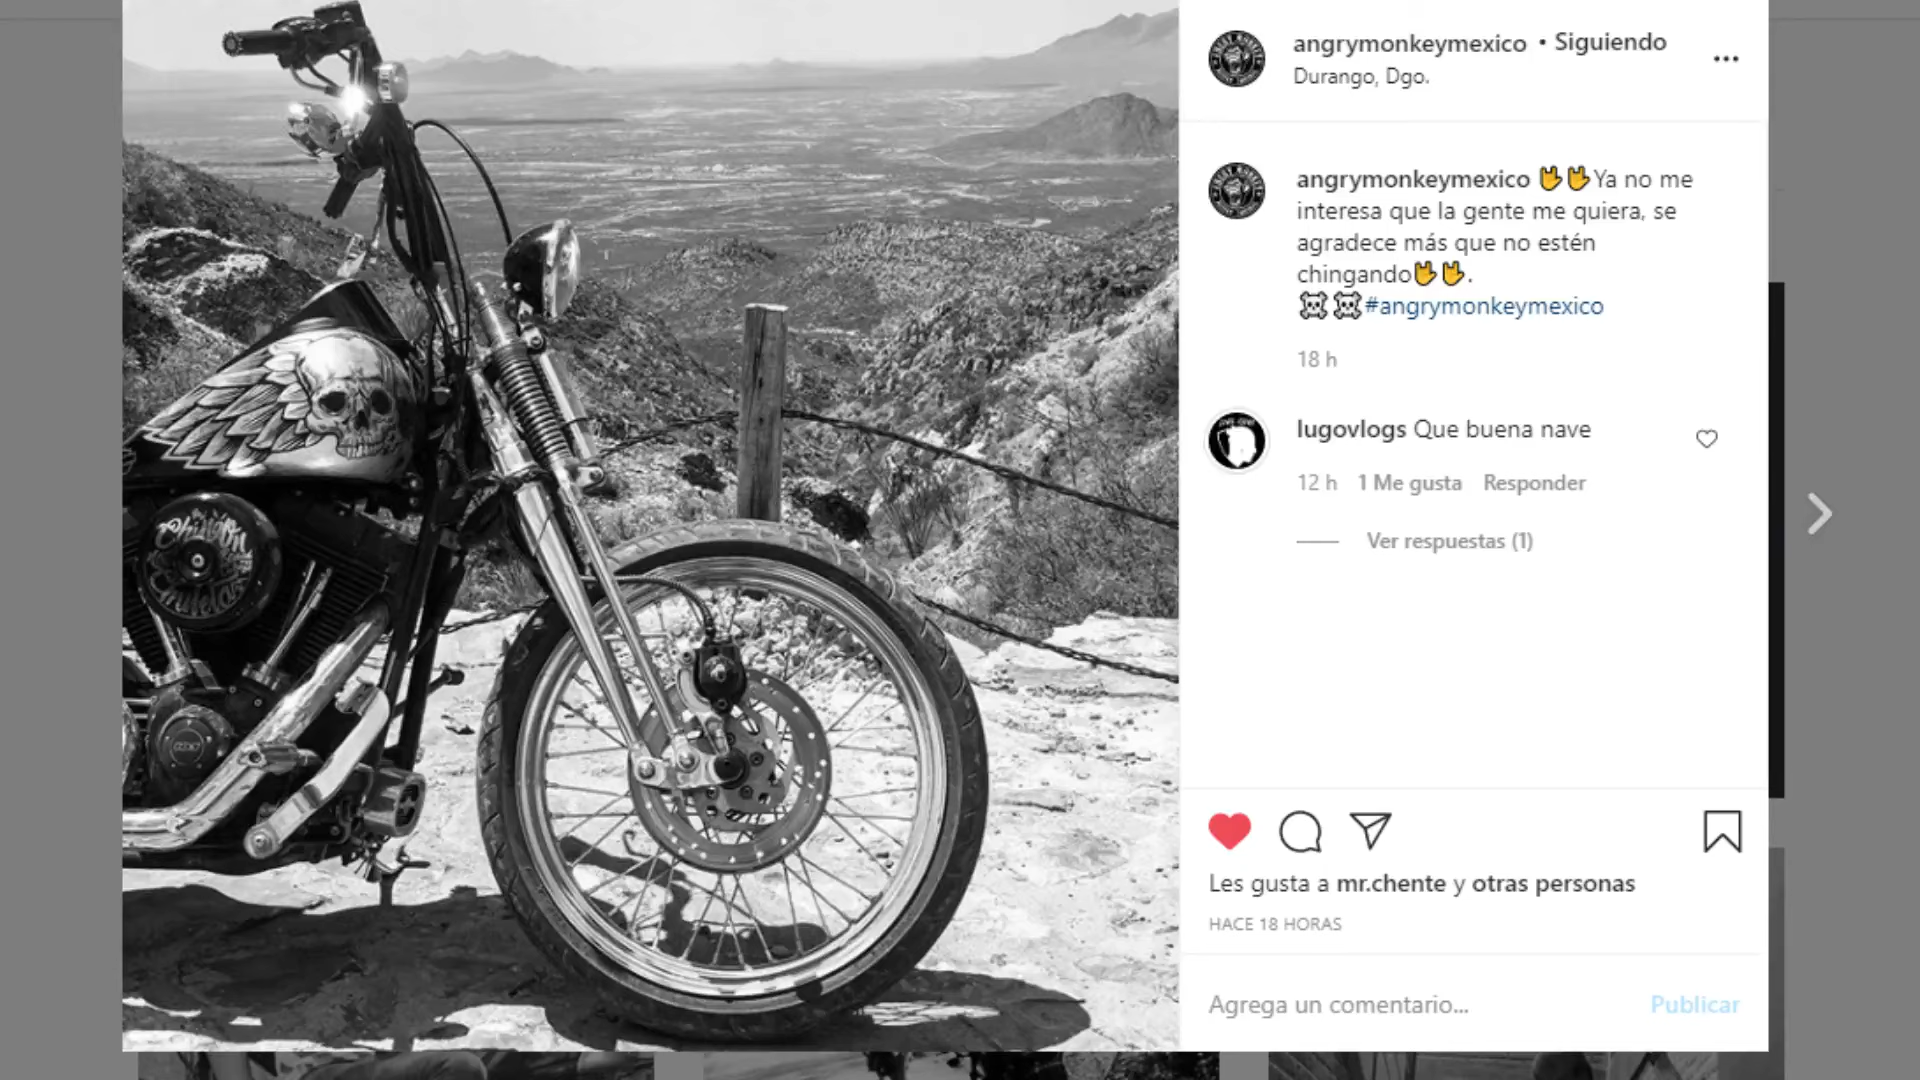 angrymonkeymexico • Siguiendo
Durango, Dgo.
angrymonkeymexico 🤟🤟Ya no me
interesa que la gente me quiera, se
agradece más que no estén
chingando🤟🤟.
☠️☠️#angrymonkeymexico
18 h
lugovlogs Que buena nave
12 h 1 Me gusta Responder
Ver respuestas (1)
Les gusta a mr.chente y otras personas
HACE 18 HORAS
Agrega un comentario...
Publicar